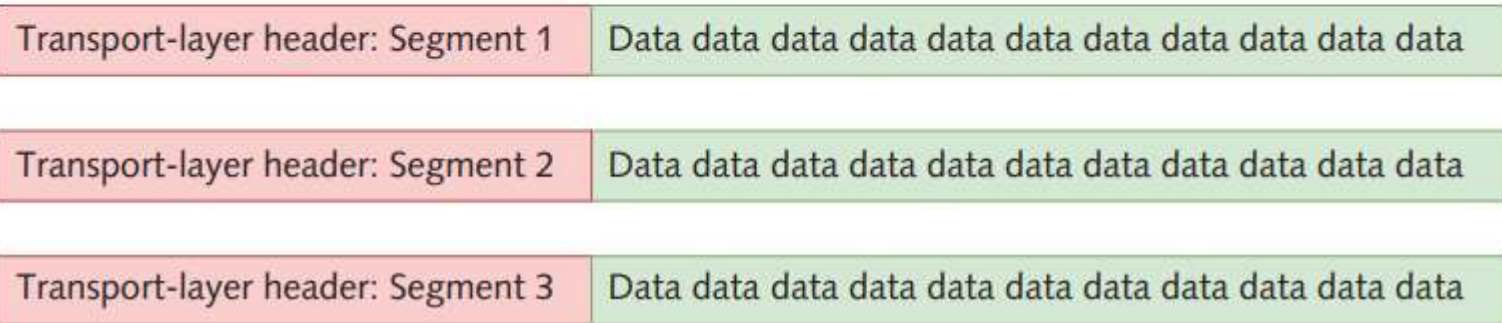 Transport-layer header: Segment 1 Data data data data data data data data data data data
Transport-layer header: Segment 2 Data data data data data data data data data data data
Transport-layer header: Segment 3 Data data data data data data data data data data data